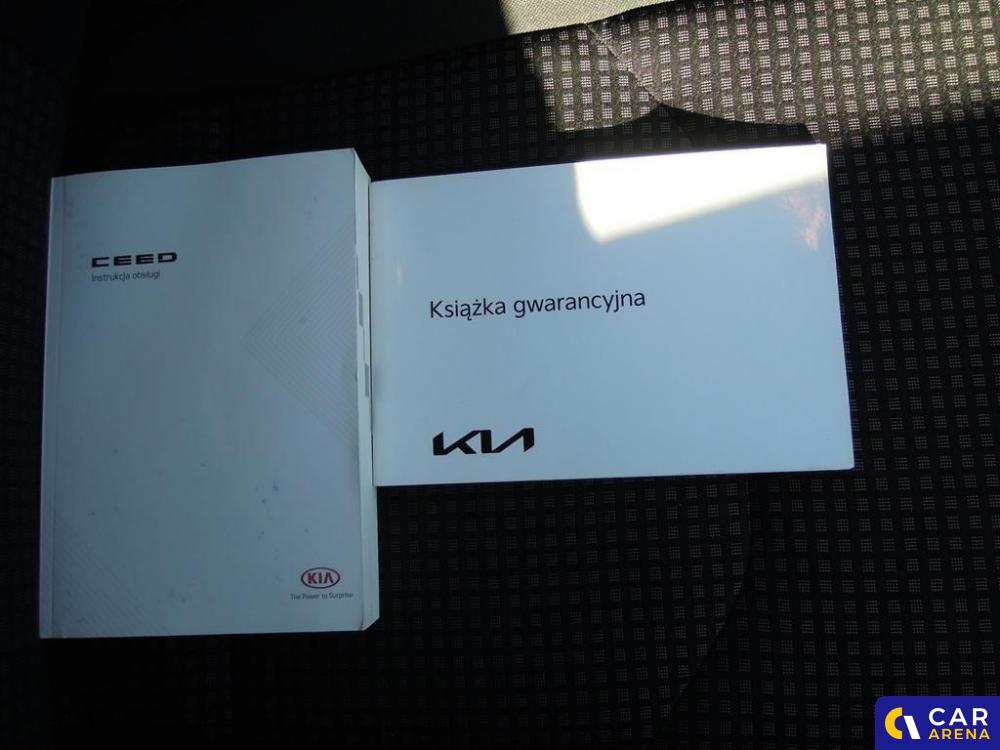 CEED
Instrukcja obsługi
KIA
The Power to Surprise
Książka gwarancyjna
KIA
CAR
ARENA